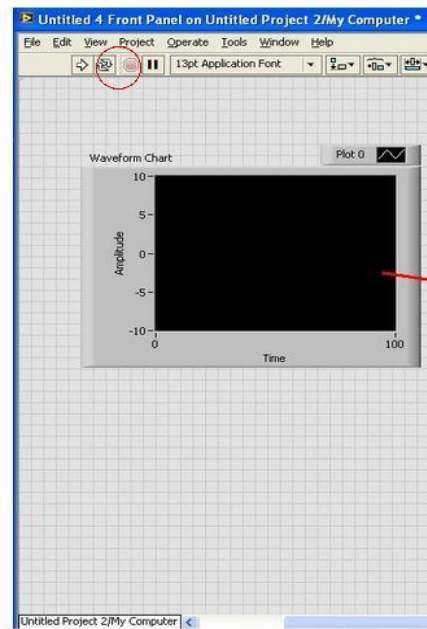 Untitled 4 Front Panel on Untitled Project 2/My Computer *
File Edit View Project Operate Tools Window Help
13pt Application Font
Waveform Chart
Plot 0
10
5
0
-5
-10
Amplitude
0
100
Time
Untitled Project 2/My Computer